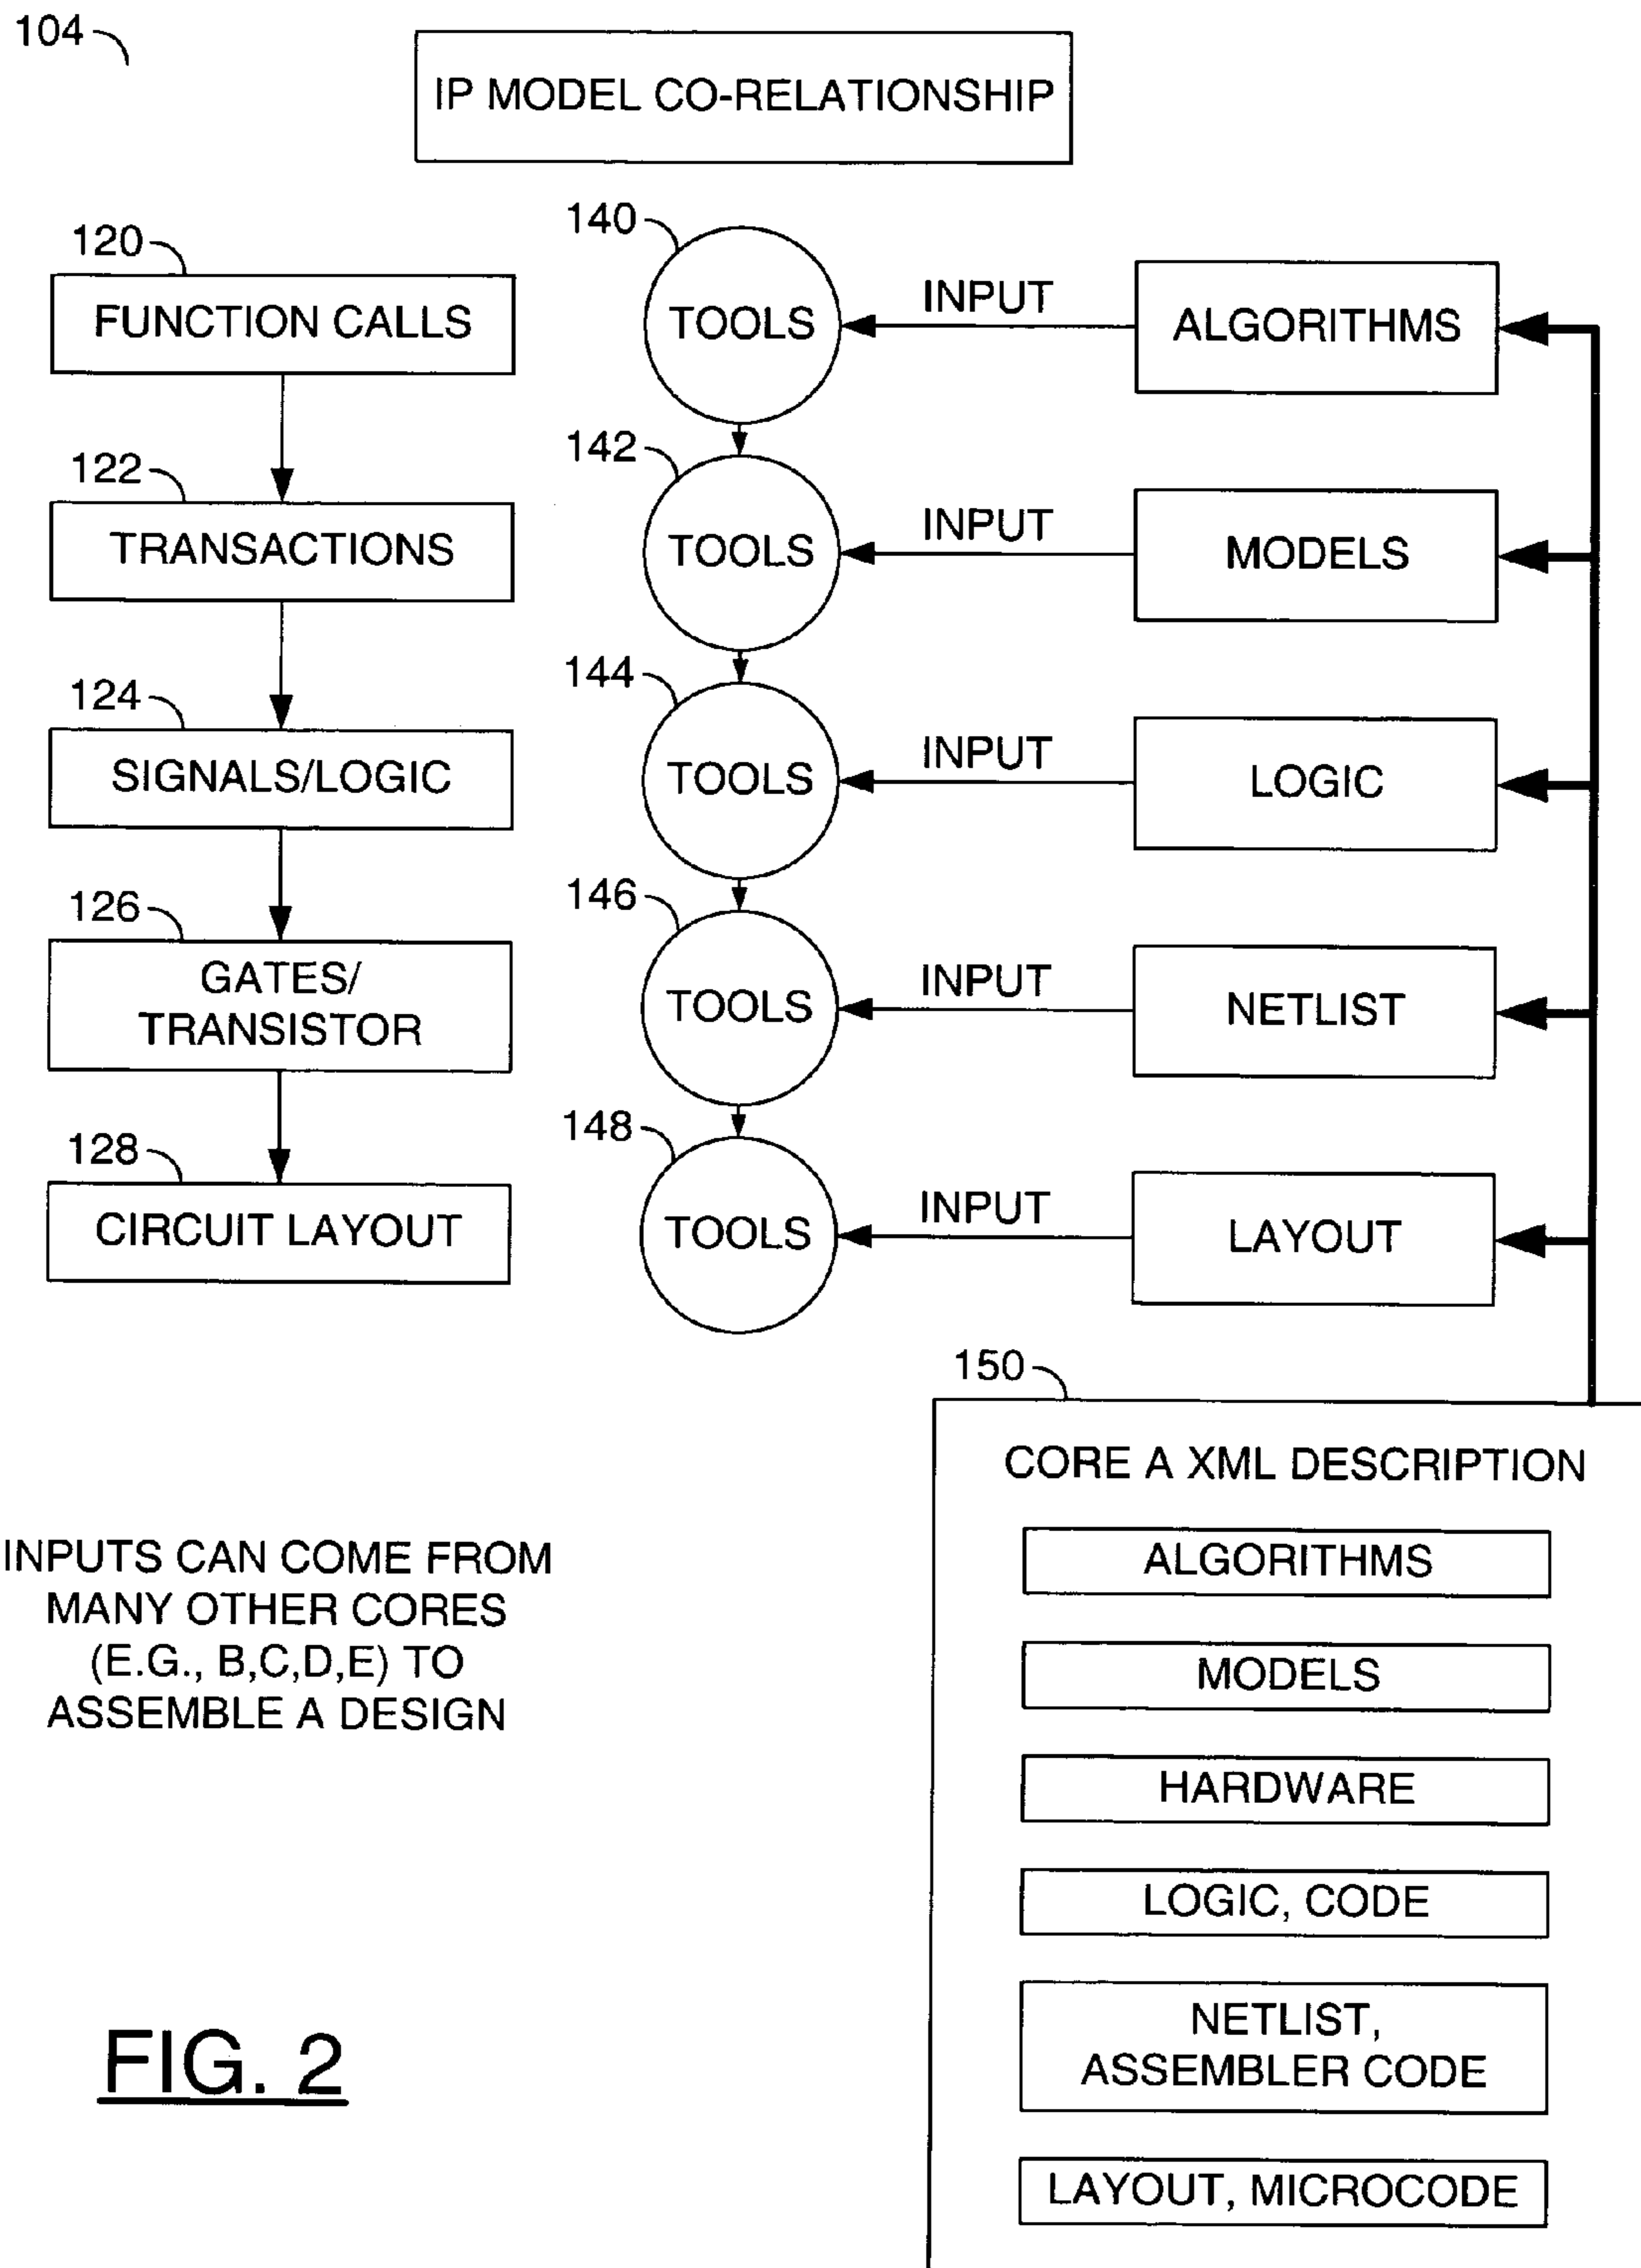 104
IP MODEL CO-RELATIONSHIP
120
FUNCTION CALLS
140
TOOLS
INPUT
ALGORITHMS
122
TRANSACTIONS
142
TOOLS
INPUT
MODELS
124
SIGNALS/LOGIC
144
TOOLS
INPUT
LOGIC
126
GATES/
TRANSISTOR
146
TOOLS
INPUT
NETLIST
128
CIRCUIT LAYOUT
148
TOOLS
INPUT
LAYOUT
150
CORE A XML DESCRIPTION
ALGORITHMS
MODELS
HARDWARE
LOGIC, CODE
NETLIST,
ASSEMBLER CODE
LAYOUT, MICROCODE
INPUTS CAN COME FROM
MANY OTHER CORES
(E.G., B,C,D,E) TO
ASSEMBLE A DESIGN
FIG. 2